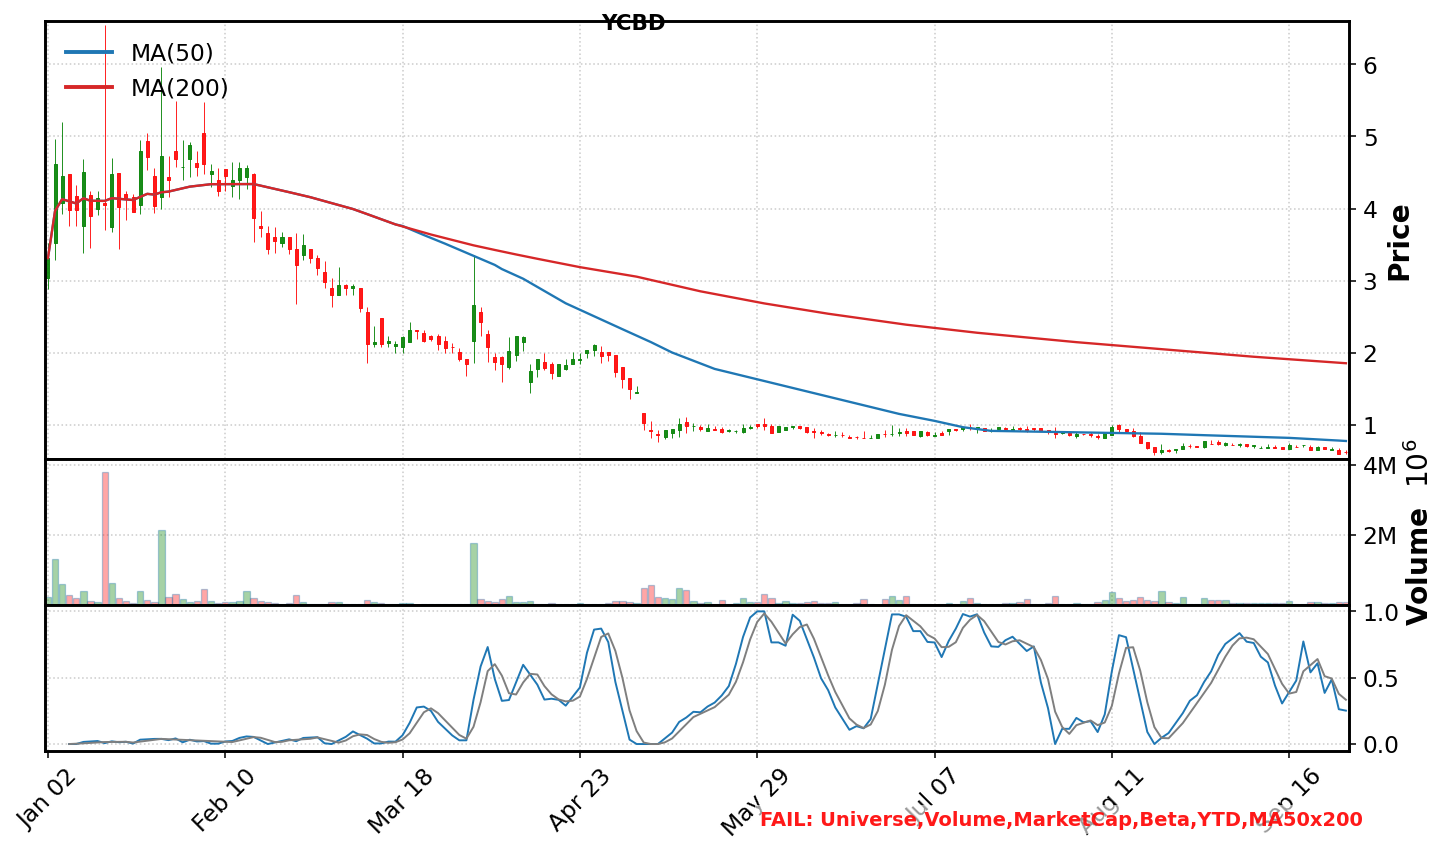 YCBD
MA(50)
MA(200)
6
5
4
3
2
1
Price
4M
2M
Volume 10^6
1.0
0.5
0.0
Jan 02
Feb 10
Mar 18
Apr 23
May 29
Jul 07
Aug 11
Sep 16
FAIL: Universe,Volume,MarketCap,Beta,YTD,MA50x200